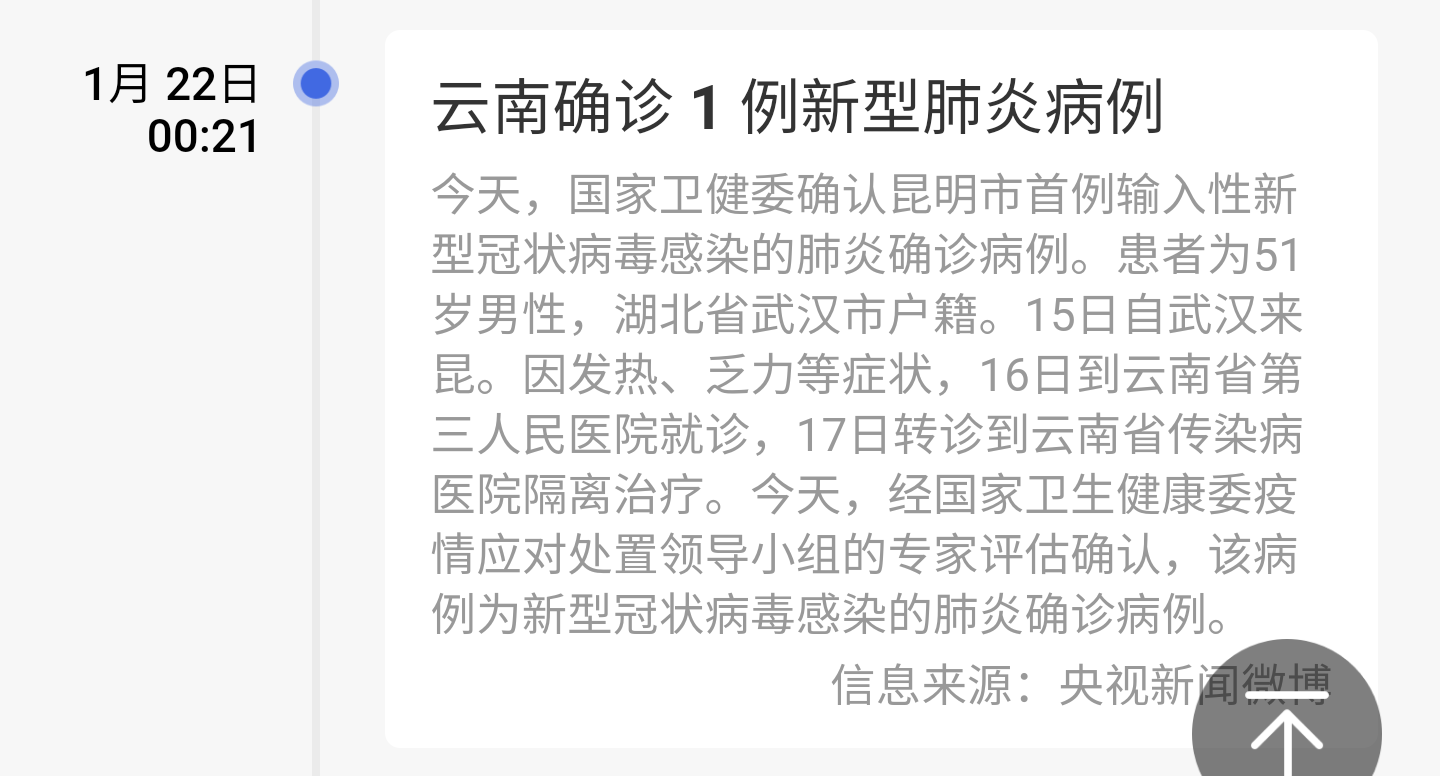 1月 22日
00:21
云南确诊 1 例新型肺炎病例
今天，国家卫健委确认昆明市首例输入性新
型冠状病毒感染的肺炎确诊病例。患者为51
岁男性，湖北省武汉市户籍。15日自武汉来
昆。因发热、乏力等症状，16日到云南省第
三人民医院就诊，17日转诊到云南省传染病
医院隔离治疗。今天，经国家卫生健康委疫
情应对处置领导小组的专家评估确认，该病
例为新型冠状病毒感染的肺炎确诊病例。
信息来源：央视新闻微博